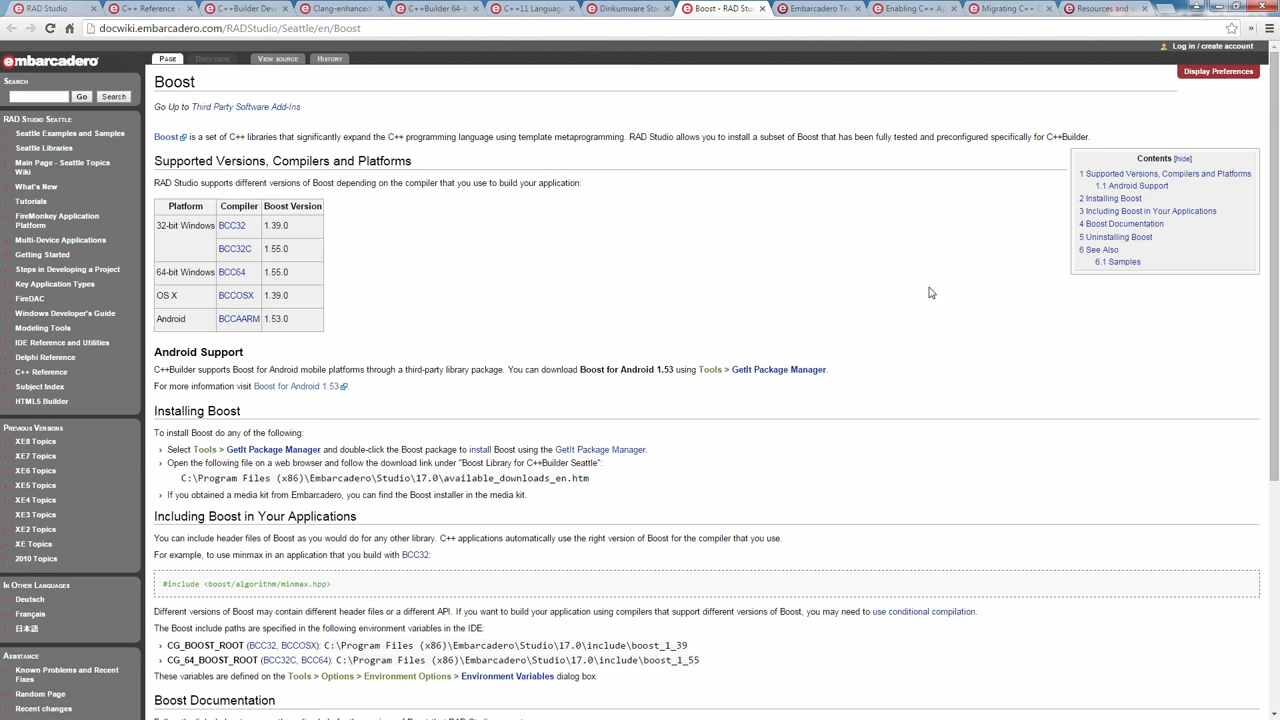 RAD Studio
C++ Reference -
C++Builder Deve
Clang-enhanced
C++Builder 64-b
C++11 Language
Dinkumware Sta
Boost - RAD Stud
Embarcadero Te
Enabling C++ Ap
Migrating C++
Resources and
docwiki.embarcadero.com/RADStudio/Seattle/en/Boost
Log in / create account
embarcadero
PAGE
DISCUSSION
VIEW SOURCE
HISTORY
Display Preferences
SEARCH
Go
Search
RAD STUDIO SEATTLE
Seattle Examples and Samples
Seattle Libraries
Main Page - Seattle Topics
Wiki
What's New
Tutorials
FireMonkey Application
Platform
Multi-Device Applications
Getting Started
Steps in Developing a Project
Key Application Types
FireDAC
Windows Developer's Guide
Modeling Tools
IDE Reference and Utilities
Delphi Reference
C++ Reference
Subject Index
HTML5 Builder
PREVIOUS VERSIONS
XE8 Topics
XE7 Topics
XE6 Topics
XE5 Topics
XE4 Topics
XE3 Topics
XE2 Topics
XE Topics
2010 Topics
IN OTHER LANGUAGES
Deutsch
Français
日本語
ASSISTANCE
Known Problems and Recent
Fixes
Random Page
Recent changes
Boost
Go Up to Third Party Software Add-Ins
Boost is a set of C++ libraries that significantly expand the C++ programming language using template metaprogramming. RAD Studio allows you to install a subset of Boost that has been fully tested and preconfigured specifically for C++Builder.
Contents [hide]
1 Supported Versions, Compilers and Platforms
1.1 Android Support
2 Installing Boost
3 Including Boost in Your Applications
4 Boost Documentation
5 Uninstalling Boost
6 See Also
6.1 Samples
Supported Versions, Compilers and Platforms
RAD Studio supports different versions of Boost depending on the compiler that you use to build your application:
Platform Compiler Boost Version
32-bit Windows BCC32 1.39.0
BCC32C 1.55.0
64-bit Windows BCC64 1.55.0
OS X BCCOSX 1.39.0
Android BCCAARM 1.53.0
Android Support
C++Builder supports Boost for Android mobile platforms through a third-party library package. You can download Boost for Android 1.53 using Tools > GetIt Package Manager.
For more information visit Boost for Android 1.53.
Installing Boost
To install Boost do any of the following:
› Select Tools > GetIt Package Manager and double-click the Boost package to install Boost using the GetIt Package Manager.
› Open the following file on a web browser and follow the download link under "Boost Library for C++Builder Seattle":
C:\Program Files (x86)\Embarcadero\Studio\17.0\available_downloads_en.htm
› If you obtained a media kit from Embarcadero, you can find the Boost installer in the media kit.
Including Boost in Your Applications
You can include header files of Boost as you would do for any other library. C++ applications automatically use the right version of Boost for the compiler that you use.
For example, to use minmax in an application that you build with BCC32:
#include <boost/algorithm/minmax.hpp>
Different versions of Boost may contain different header files or a different API. If you want to build your application using compilers that support different versions of Boost, you may need to use conditional compilation.
The Boost include paths are specified in the following environment variables in the IDE:
› CG_BOOST_ROOT (BCC32, BCCOSX): C:\Program Files (x86)\Embarcadero\Studio\17.0\include\boost_1_39
› CG_64_BOOST_ROOT (BCC32C, BCC64): C:\Program Files (x86)\Embarcadero\Studio\17.0\include\boost_1_55
These variables are defined on the Tools > Options > Environment Options > Environment Variables dialog box.
Boost Documentation